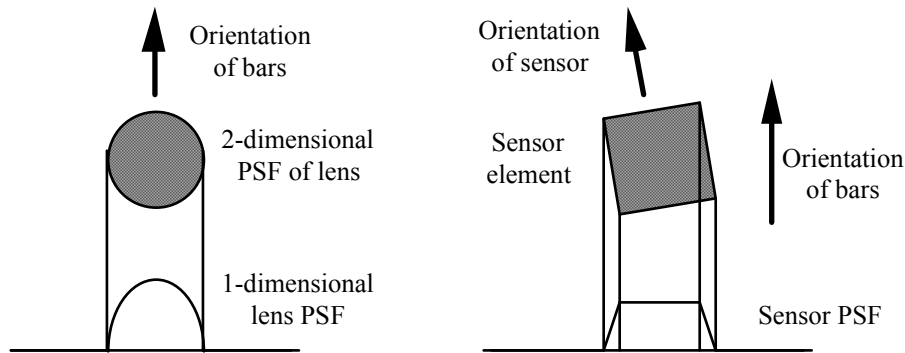 Orientation
of bars
2-dimensional
PSF of lens
1-dimensional
lens PSF
Orientation
of sensor
Sensor
element
Orientation
of bars
Sensor PSF